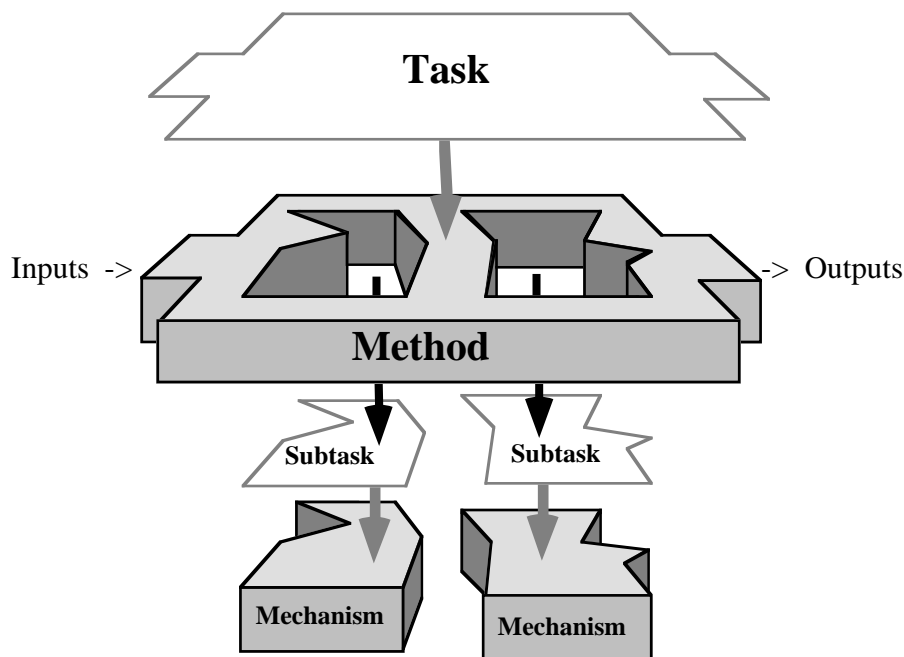 Task
Inputs -> -> Outputs
Method
Subtask Subtask
Mechanism Mechanism